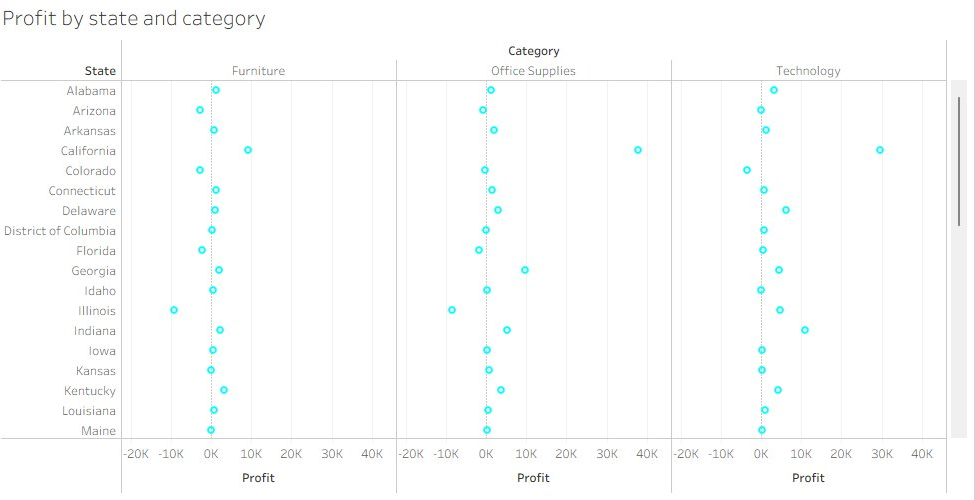 Profit by state and category
Category
State Furniture Office Supplies Technology
Alabama
Arizona
Arkansas
California
Colorado
Connecticut
Delaware
District of Columbia
Florida
Georgia
Idaho
Illinois
Indiana
Iowa
Kansas
Kentucky
Louisiana
Maine
-20K -10K 0K 10K 20K 30K 40K -20K -10K 0K 10K 20K 30K 40K -20K -10K 0K 10K 20K 30K 40K
Profit Profit Profit